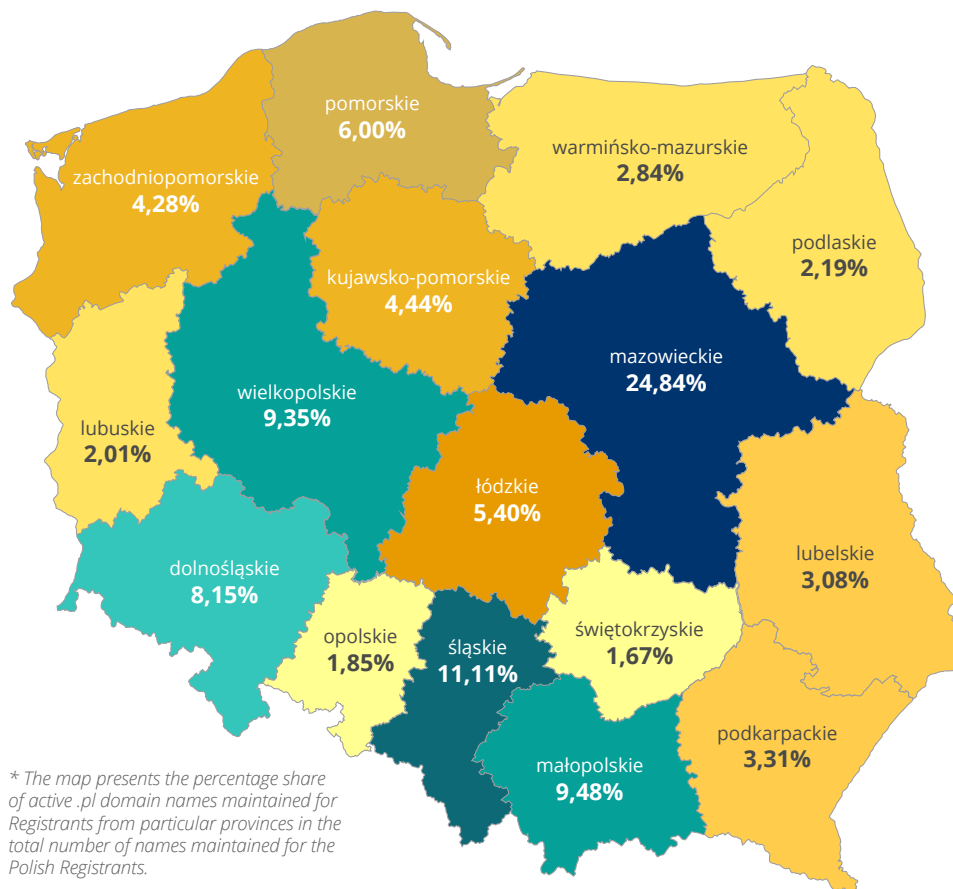 pomorskie
6,00%
warmińsko-mazurskie
2,84%
zachodniopomorskie
4,28%
podlaskie
2,19%
kujawsko-pomorskie
4,44%
mazowieckie
24,84%
wielkopolskie
9,35%
lubuskie
2,01%
łódzkie
5,40%
lubelskie
3,08%
dolnośląskie
8,15%
opolskie
1,85%
śląskie
11,11%
świętokrzyskie
1,67%
podkarpackie
3,31%
małopolskie
9,48%
* The map presents the percentage share
of active .pl domain names maintained for
Registrants from particular provinces in the
total number of names maintained for the
Polish Registrants.